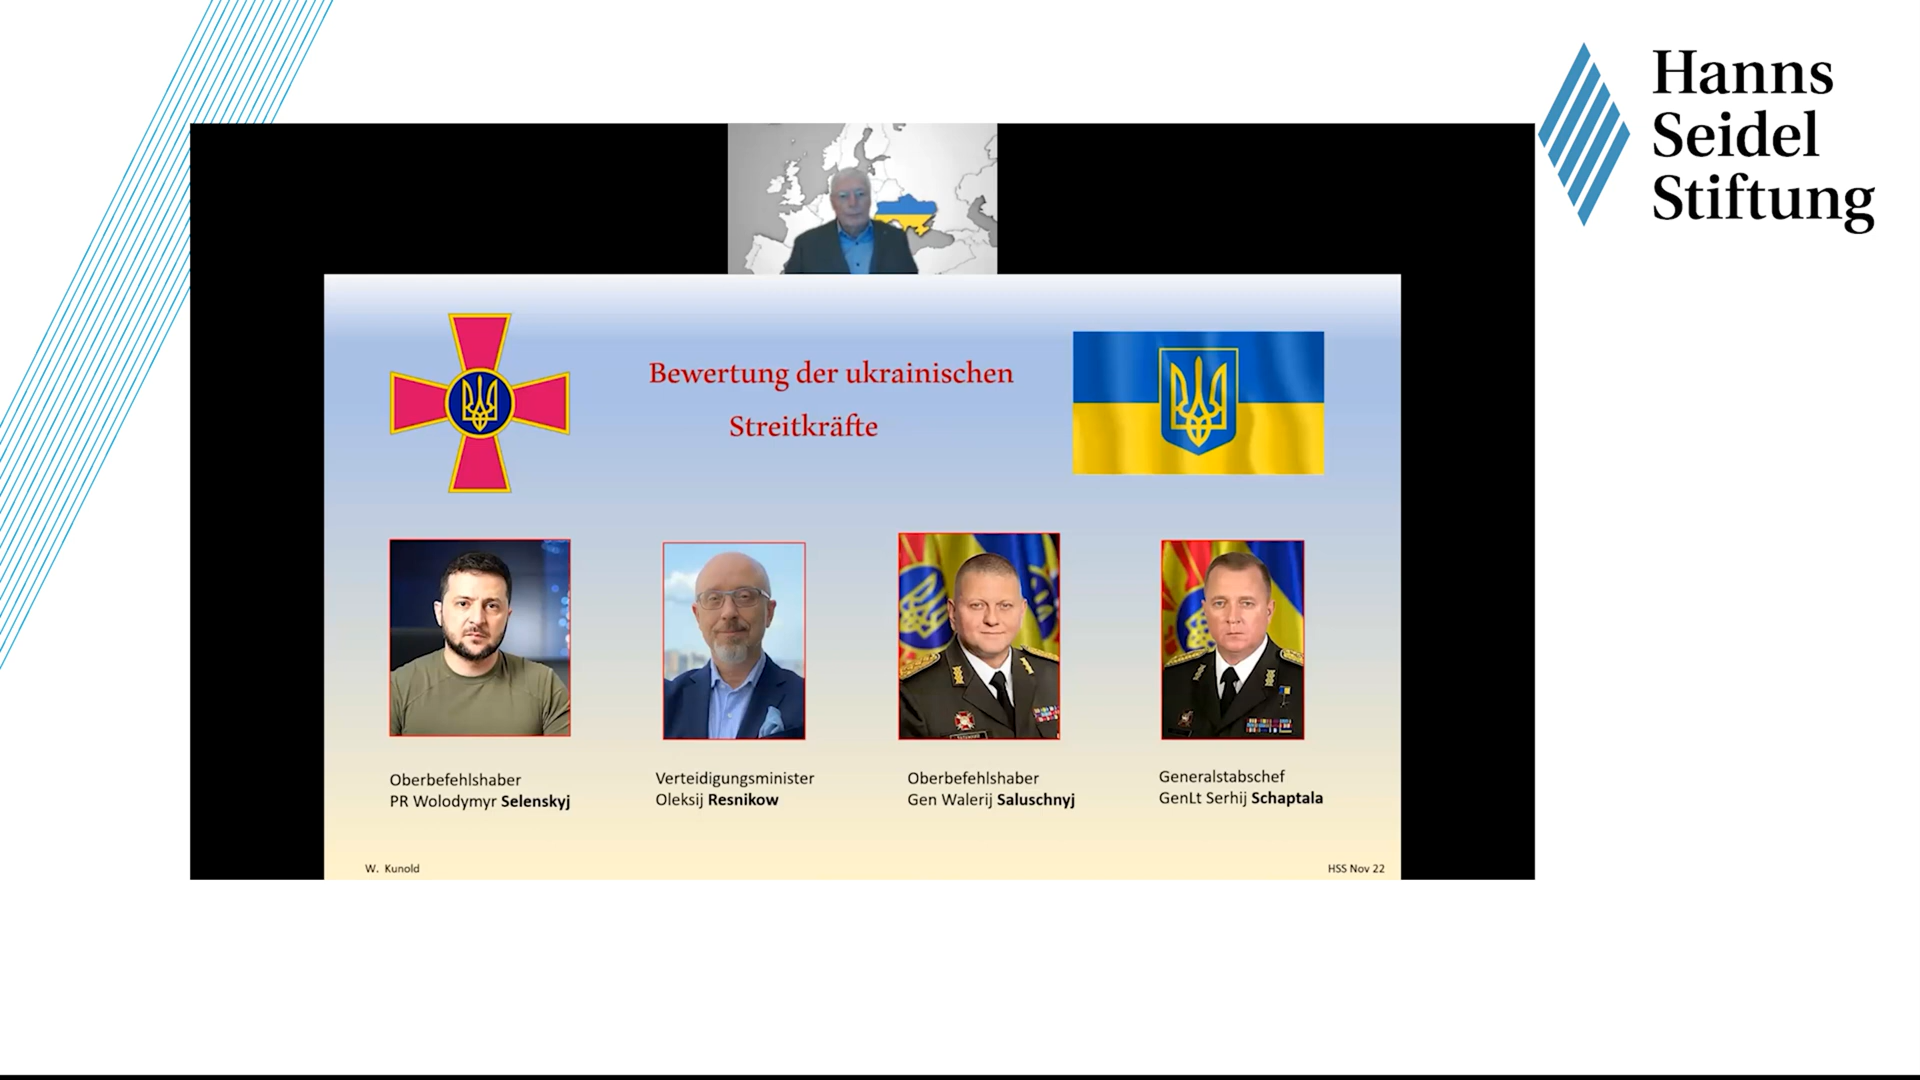 Hanns
Seidel
Stiftung
Bewertung der ukrainischen
Streitkräfte
Oberbefehlshaber
PR Wolodymyr Selenskyj
Verteidigungsminister
Oleksij Resnikow
Oberbefehlshaber
Gen Walerij Saluschnyj
Generalstabschef
GenLt Serhij Schaptala
W. Kunold
HSS Nov 22